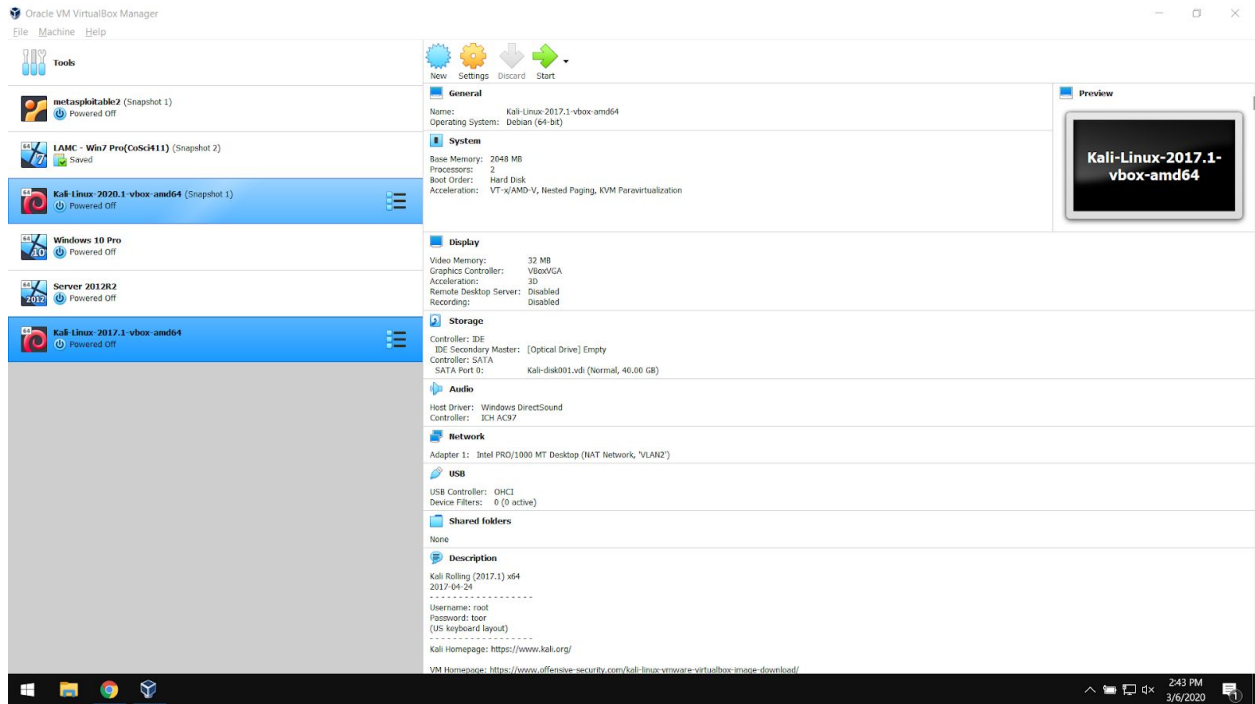 Oracle VM VirtualBox Manager
File Machine Help
Tools
metasploitable2 (Snapshot 1)
Powered Off
64
7
LAMC - Win7 Pro(CoSci411) (Snapshot 2)
Saved
64
Kali-Linux-2020.1-vbox-amd64 (Snapshot 1)
Powered Off
64
10
Windows 10 Pro
Powered Off
64
2012
Server 2012R2
Powered Off
64
Kali-Linux-2017.1-vbox-amd64
Powered Off
New Settings Discard Start
General
Name: Kali-Linux-2017.1-vbox-amd64
Operating System: Debian (64-bit)
System
Base Memory: 2048 MB
Processors: 2
Boot Order: Hard Disk
Acceleration: VT-x/AMD-V, Nested Paging, KVM Paravirtualization
Preview
Kali-Linux-2017.1-
vbox-amd64
Display
Video Memory: 32 MB
Graphics Controller: VBoxVGA
Acceleration: 3D
Remote Desktop Server: Disabled
Recording: Disabled
Storage
Controller: IDE
IDE Secondary Master: [Optical Drive] Empty
Controller: SATA
SATA Port 0: Kali-disk001.vdi (Normal, 40.00 GB)
Audio
Host Driver: Windows DirectSound
Controller: ICH AC97
Network
Adapter 1: Intel PRO/1000 MT Desktop (NAT Network, 'VLAN2')
USB
USB Controller: OHCI
Device Filters: 0 (0 active)
Shared folders
None
Description
Kali Rolling (2017.1) x64
2017-04-24
- - - - - - - - - - - - - - - - - -
Username: root
Password: toor
(US keyboard layout)
- - - - - - - - - - - - - - - - - -
Kali Homepage: https://www.kali.org/
VM Homepage: https://www.offensive-security.com/kali-linux-vmware-virtualbox-image-download/
2:43 PM
3/6/2020
1